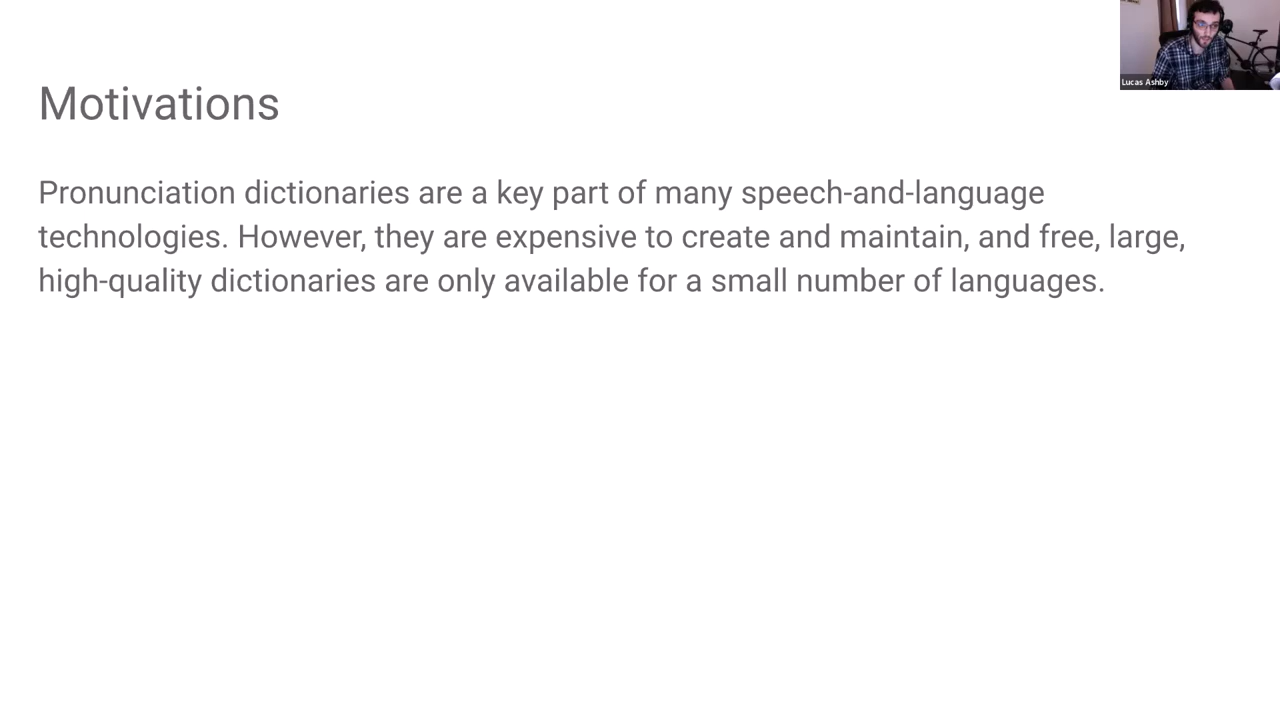 Motivations
Pronunciation dictionaries are a key part of many speech-and-language
technologies. However, they are expensive to create and maintain, and free, large,
high-quality dictionaries are only available for a small number of languages.
Lucas Ashby